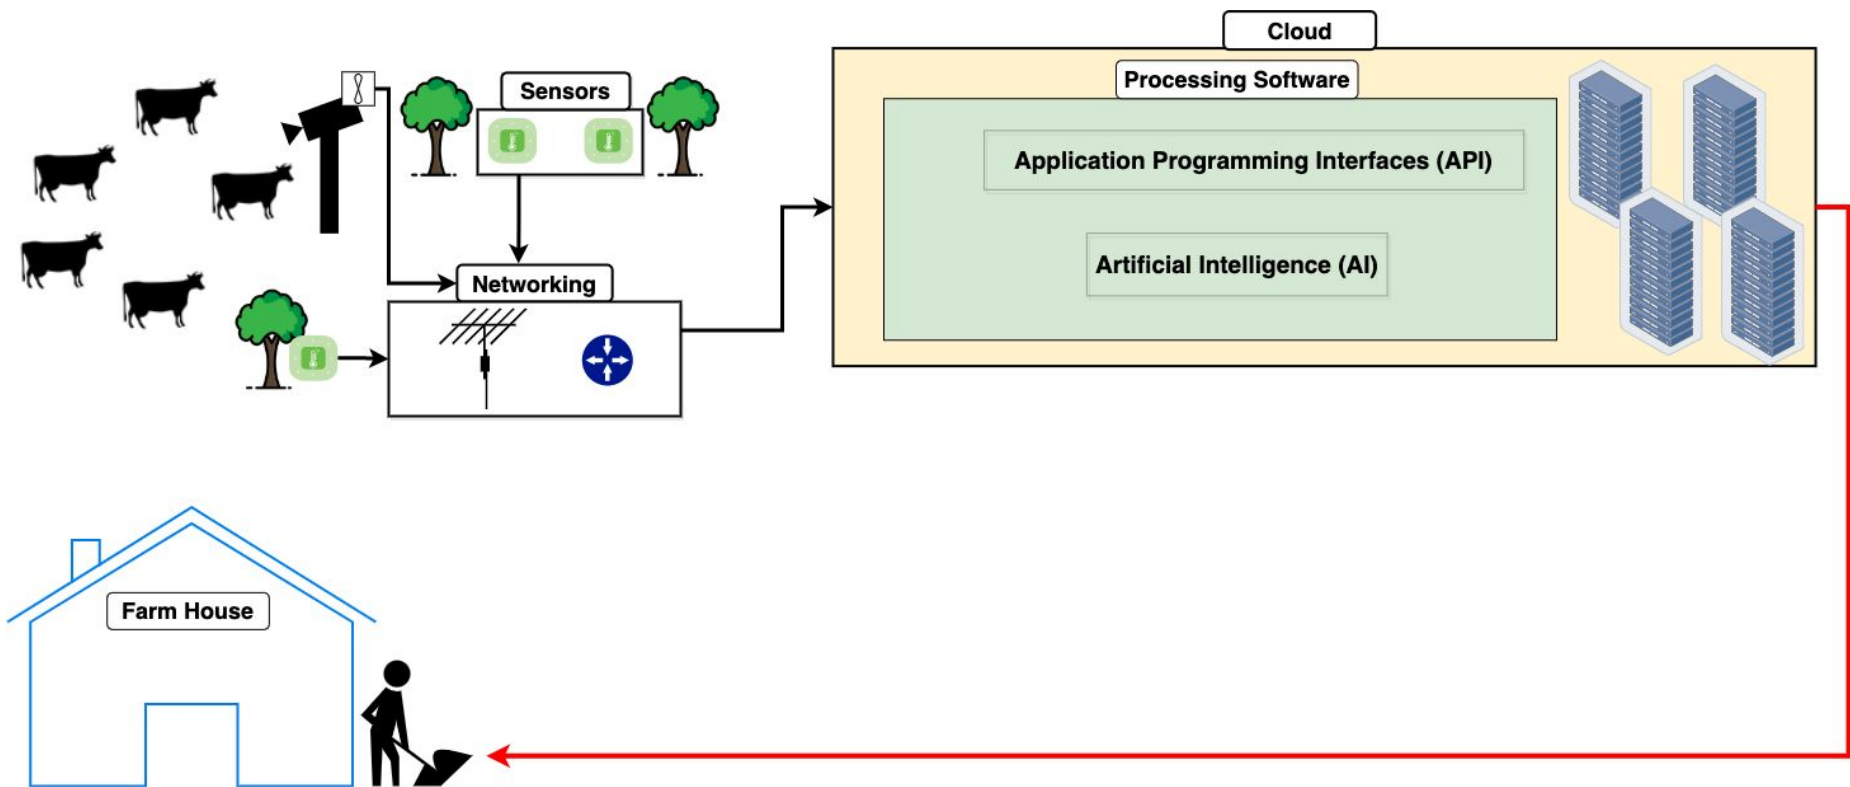 Cloud
Processing Software
Sensors
Application Programming Interfaces (API)
Artificial Intelligence (AI)
Networking
Farm House